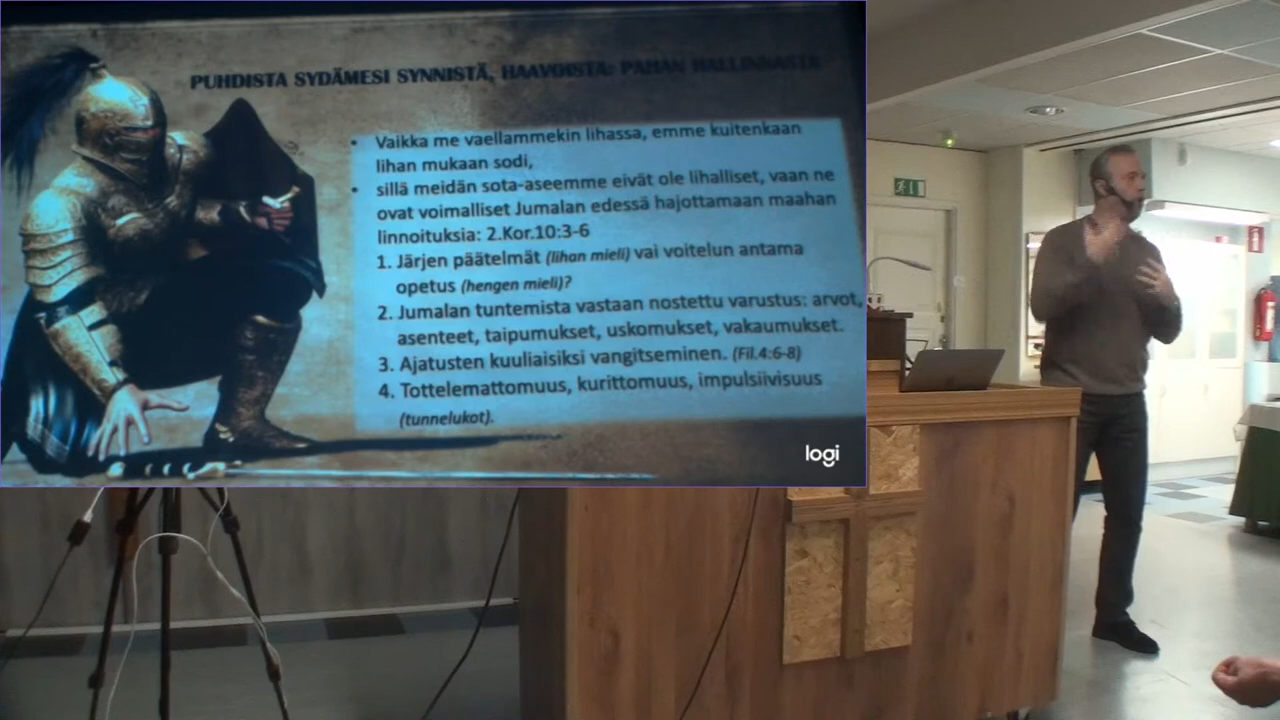 PUHDISTA SYDÄMESI SYNNISTÄ, HAAVOISTA: PAHAN HALLINNASTA
• Vaikka me vaellammekin lihassa, emme kuitenkaan
lihan mukaan sodi,
• sillä meidän sota-aseemme eivät ole lihalliset, vaan ne
ovat voimalliset Jumalan edessä hajottamaan maahan
linnoituksia: 2.Kor.10:3-6
1. Järjen päätelmät (lihan mieli) vai voitelun antama
opetus (hengen mieli)?
2. Jumalan tuntemista vastaan nostettu varustus: arvot,
asenteet, taipumukset, uskomukset, vakaumukset.
3. Ajatusten kuuliaisiksi vangitseminen. (Fil.4:6-8)
4. Tottelemattomuus, kurittomuus, impulsiivisuus
(tunnelukot).
logi